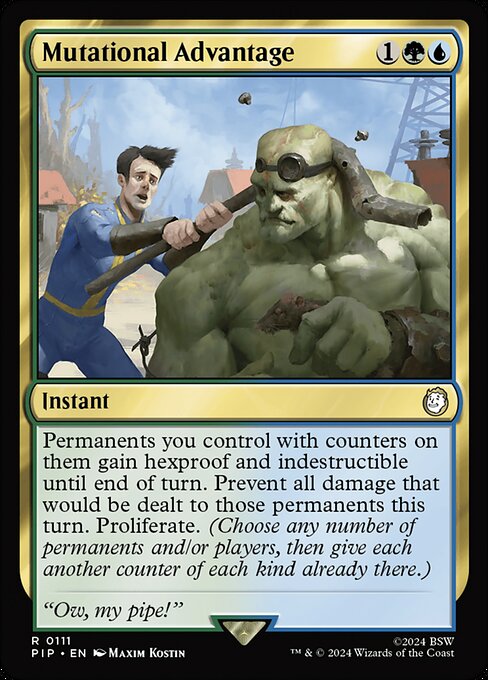 Mutational Advantage 1
Instant
Permanents you control with counters on
them gain hexproof and indestructible
until end of turn. Prevent all damage that
would be dealt to those permanents this
turn. Proliferate. (Choose any number of
permanents and/or players, then give each
another counter of each kind already there.)
“Ow, my pipe!”
R 0111
PIP • EN Maxim Kostin
©2024 BSW
™ & © 2024 Wizards of the Coast